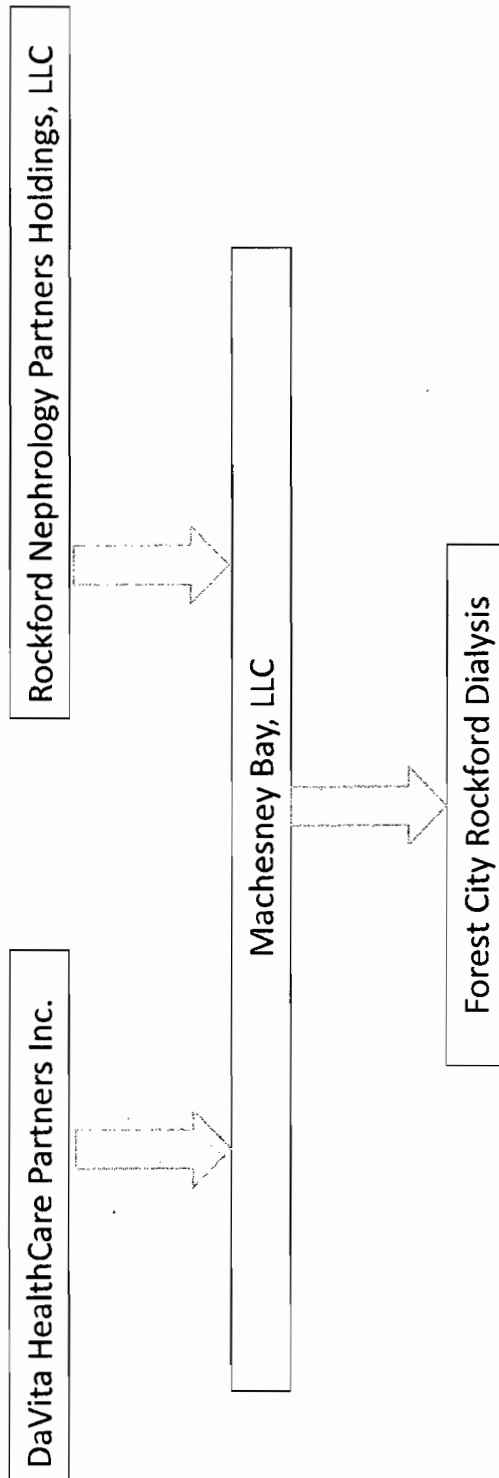 DaVita HealthCare Partners Inc.
Rockford Nephrology Partners Holdings, LLC
Machesney Bay, LLC
Forest City Rockford Dialysis